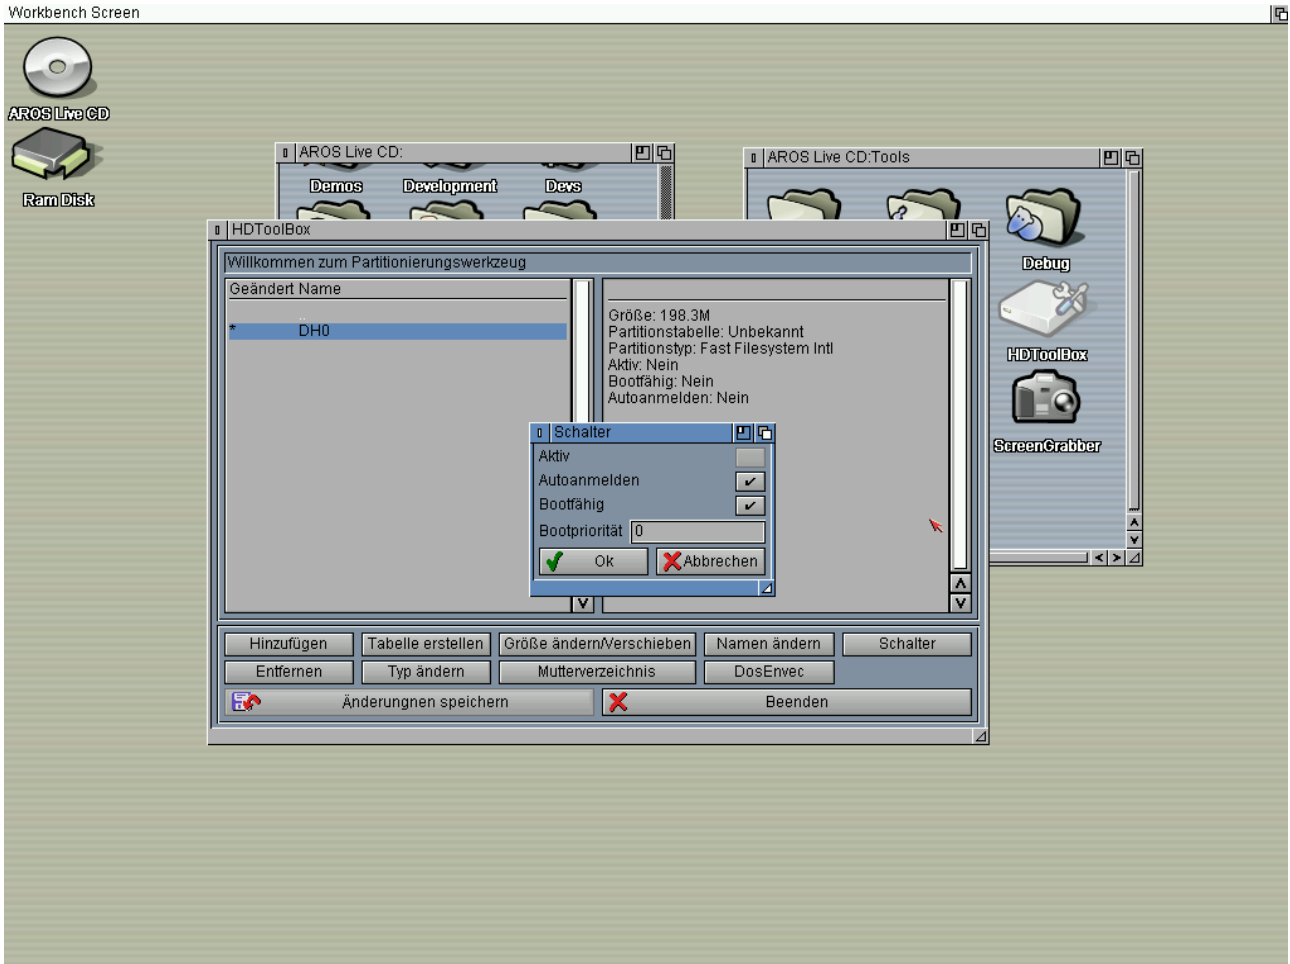 Workbench Screen
AROS Live CD
Ram Disk
AROS Live CD:
Demos Development Devs
AROS Live CD:Tools
Debug
HDToolBox
ScreenGrabber
HDToolBox
Willkommen zum Partitionierungswerkzeug
Geändert Name
..
* DH0
Größe: 198.3M
Partitionstabelle: Unbekannt
Partitionstyp: Fast Filesystem Intl
Aktiv: Nein
Bootfähig: Nein
Autoanmelden: Nein
Schalter
Aktiv
Autoanmelden
Bootfähig
Bootpriorität 0
Ok Abbrechen
Hinzufügen Tabelle erstellen Größe ändern/Verschieben Namen ändern Schalter
Entfernen Typ ändern Mutterverzeichnis DosEnvec
Änderungnen speichern Beenden